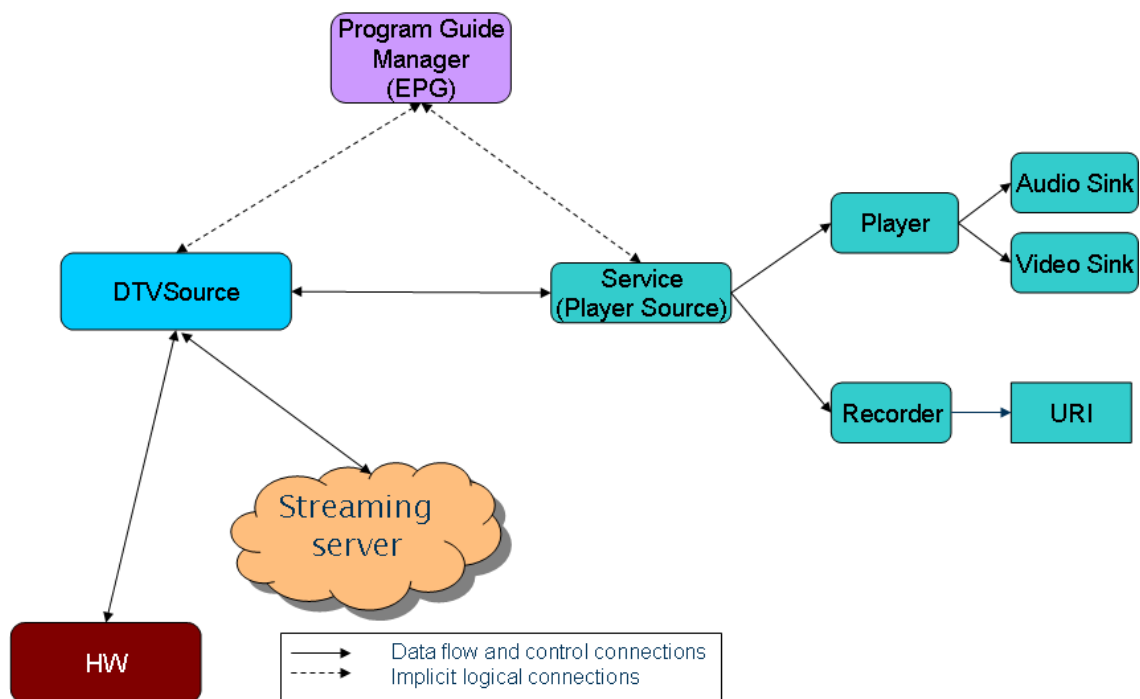 Program Guide
Manager
(EPG)
Audio Sink
Player
Video Sink
DTVSource
Service
(Player Source)
Recorder
URI
Streaming
server
HW
Data flow and control connections
Implicit logical connections